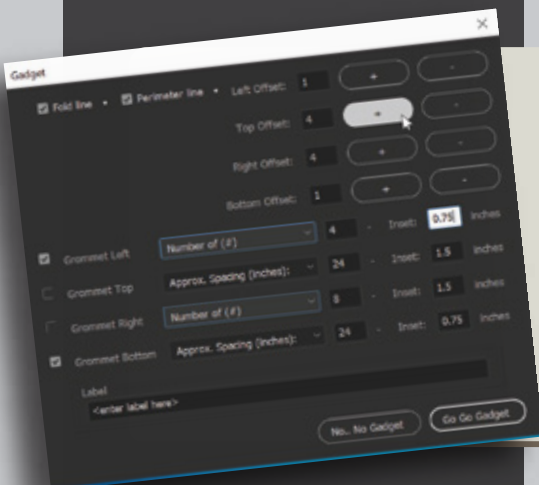 Gadget
Fold line Perimeter line Left Offset: 1 + -
Top Offset: 4 + -
Right Offset: 4 + -
Bottom Offset: 1 + -
Grommet Left Number of (#) 4 - Inset: 0.75 inches
Grommet Top Approx. Spacing (inches): 24 - Inset: 1.5 inches
Grommet Right Number of (#) 8 - Inset: 1.5 inches
Grommet Bottom Approx. Spacing (inches): 24 - Inset: 0.75 inches
Label
<enter label here>
No.. No Gadget Go Go Gadget